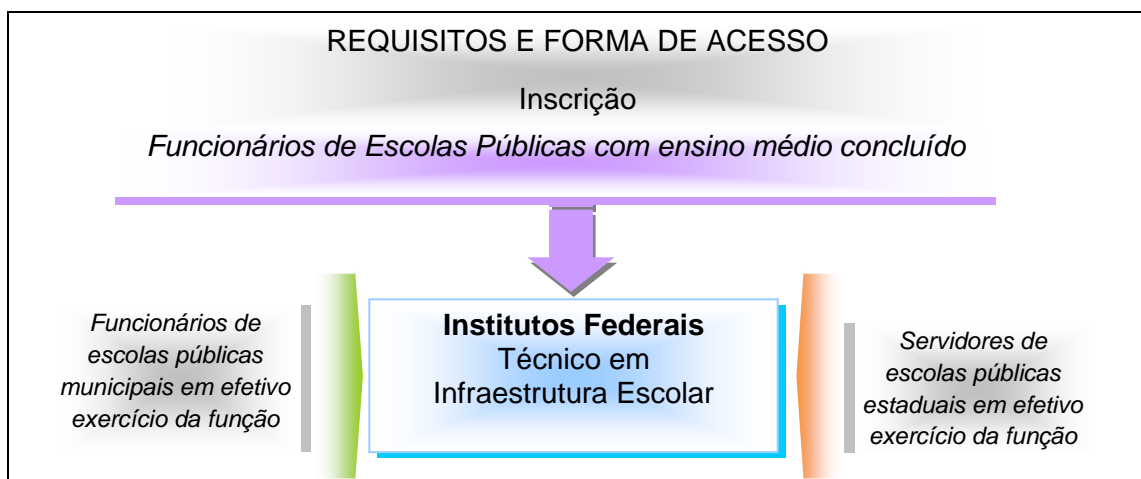 REQUISITOS E FORMA DE ACESSO
Inscrição
Funcionários de Escolas Públicas com ensino médio concluído
Funcionários de
escolas públicas
municipais em efetivo
exercício da função
Institutos Federais
Técnico em
Infraestrutura Escolar
Servidores de
escolas públicas
estaduais em efetivo
exercício da função